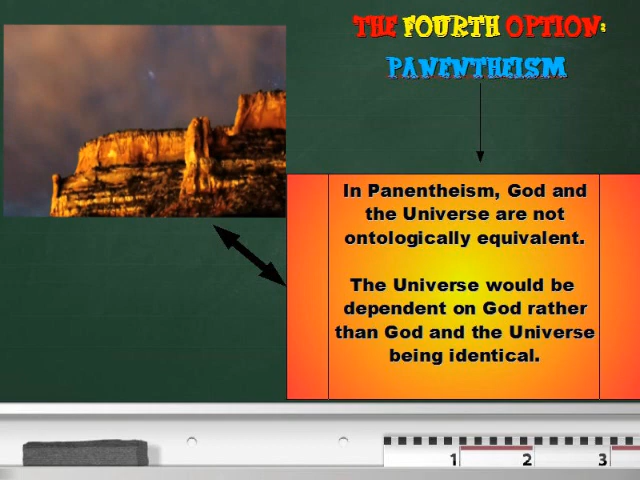 THE FOURTH OPTION:
PANENTHEISM
In Panentheism, God and
the Universe are not
ontologically equivalent.
The Universe would be
dependent on God rather
than God and the Universe
being identical.
1 2 3